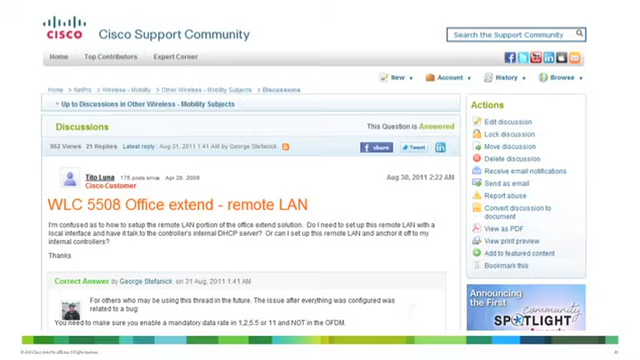 CISCO
Cisco Support Community
Search the Support Community
Home Top Contributors Expert Corner
New Account History Browse
Home > NetPro > Wireless - Mobility > Other Wireless - Mobility Subjects > Discussions
Up to Discussions in Other Wireless - Mobility Subjects
Discussions
This Question is Answered
952 Views 21 Replies Latest reply: Aug 31, 2011 1:41 AM by George Stefanick
share
Tweet
Tito Luna 175 posts since Apr 28, 2009
Cisco Customer
Aug 30, 2011 2:22 AM
WLC 5508 Office extend - remote LAN
I'm confused as to how to setup the remote LAN portion of the office extend solution. Do I need to set up this remote LAN with a
local interface and have it talk to the controller's internal DHCP server? Or can I set up this remote LAN and anchor it off to my
internal controllers?
Thanks
Correct Answer by George Stefanick on 31 Aug, 2011 1:41 AM
For others who may be using this thread in the future. The issue after everything was configured was
related to a bug:
You need to make sure you enable a mandatory data rate in 1,2,5.5 or 11 and NOT in the OFDM.
Actions
Edit discussion
Lock discussion
Move discussion
Delete discussion
Receive email notifications
Send as email
Report abuse
Convert discussion to
document
View as PDF
View print preview
Add to featured content
Bookmark this
Announcing
the First
Community
SPOTLIGHT
Awards